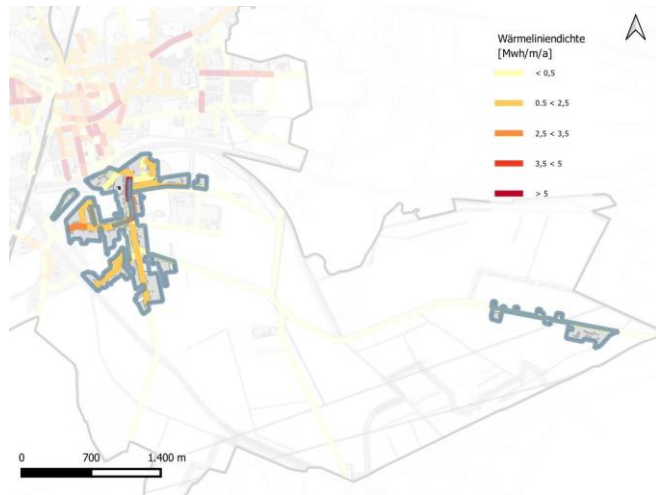 Wärmeliniendichte
[Mwh/m/a]
< 0,5
0.5 < 2,5
2,5 < 3,5
3,5 < 5
> 5
0 700 1.400 m